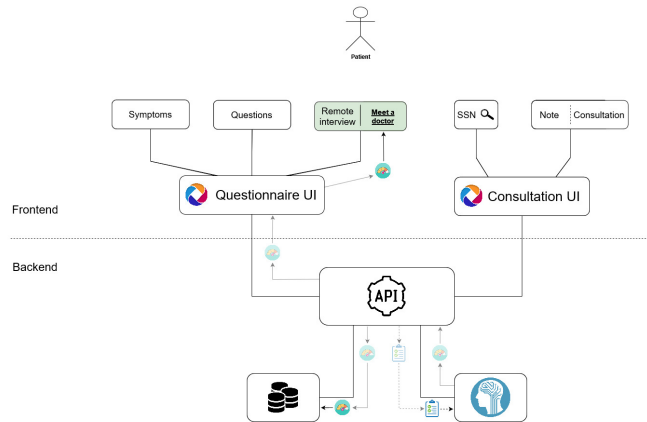 Patient
Symptoms
Questions
Remote interview
Meet a doctor
SSN
Note
Consultation
Questionnaire UI
Consultation UI
Frontend
Backend
API